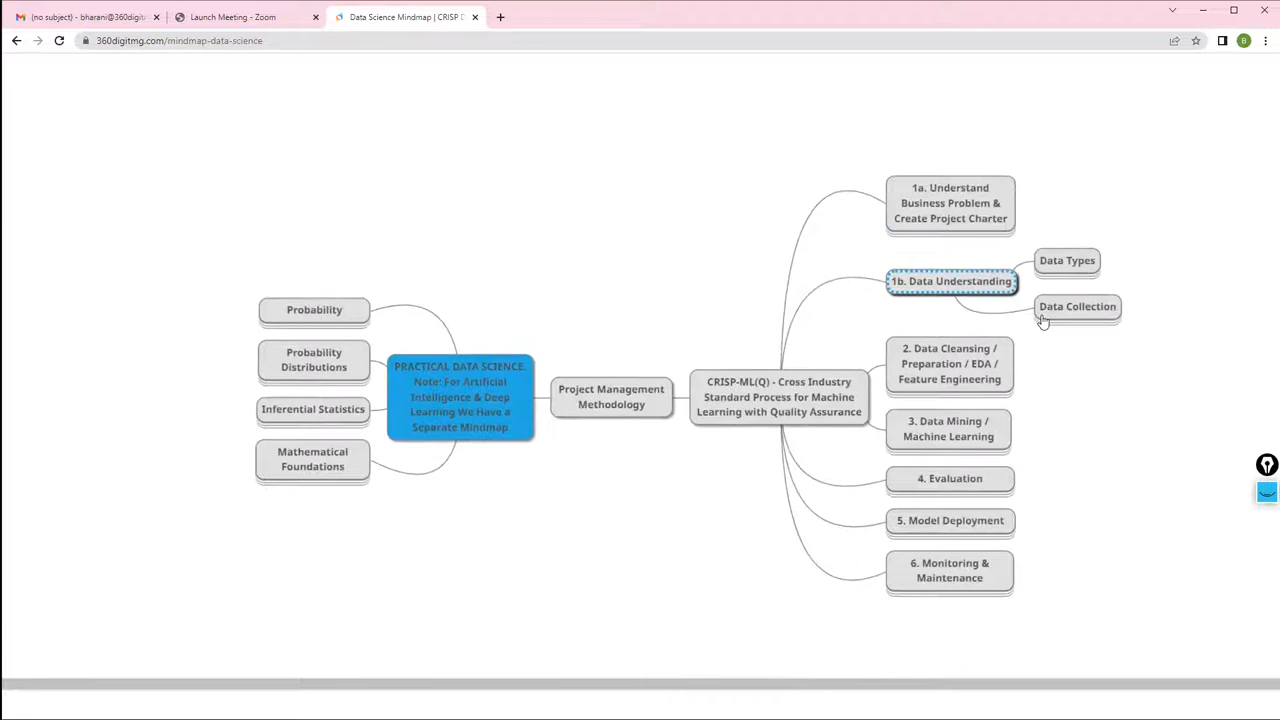 (no subject) - bharani@360digit
Launch Meeting - Zoom
Data Science Mindmap | CRISP D
360digitmg.com/mindmap-data-science
B
1a. Understand
Business Problem &
Create Project Charter
Data Types
1b. Data Understanding
Data Collection
Probability
Probability
Distributions
Inferential Statistics
Mathematical
Foundations
PRACTICAL DATA SCIENCE.
Note: For Artificial
Intelligence & Deep
Learning We Have a
Separate Mindmap
Project Management
Methodology
CRISP-ML(Q) - Cross Industry
Standard Process for Machine
Learning with Quality Assurance
2. Data Cleansing /
Preparation / EDA /
Feature Engineering
3. Data Mining /
Machine Learning
4. Evaluation
5. Model Deployment
6. Monitoring &
Maintenance